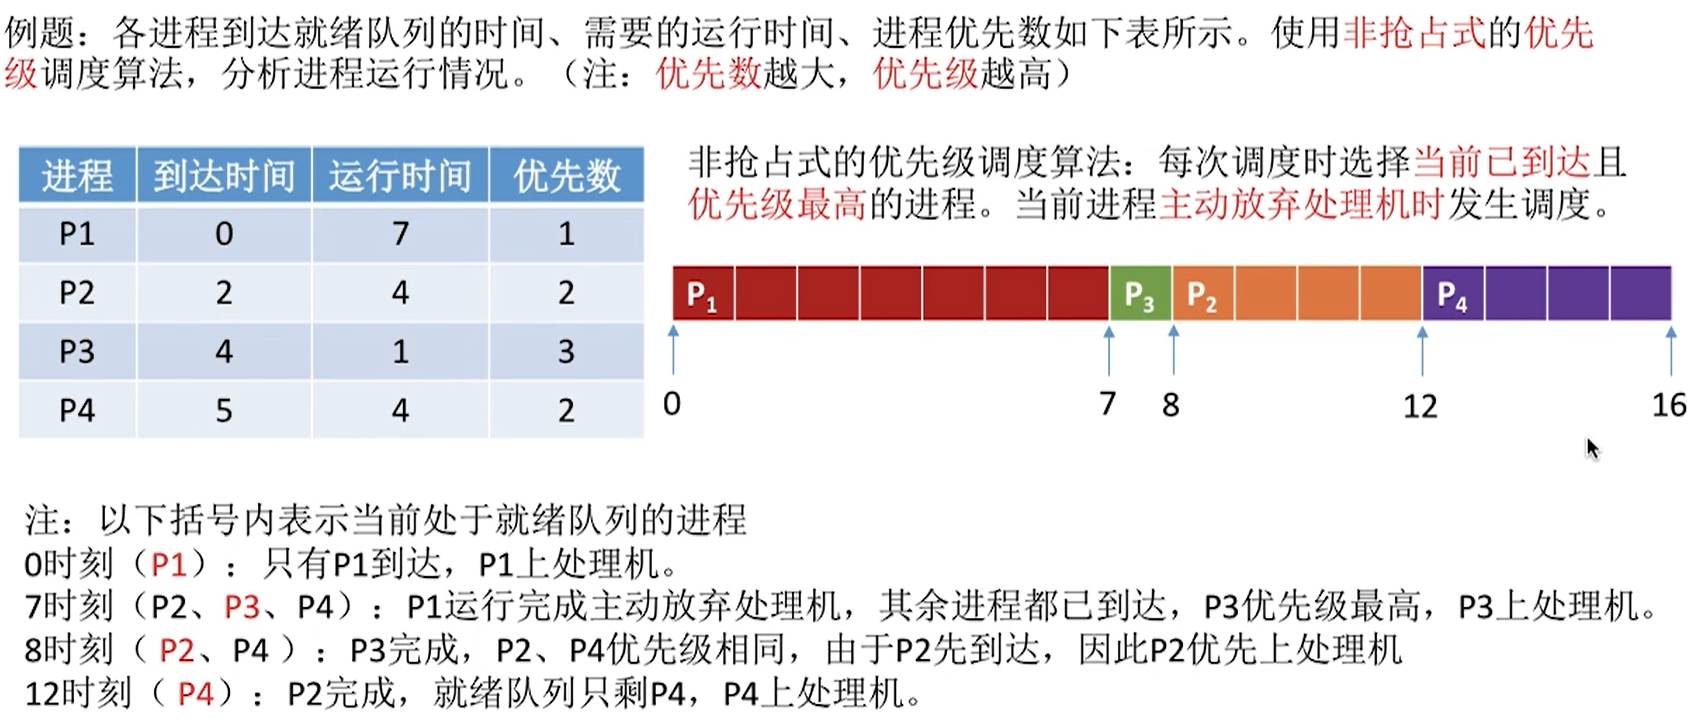 例题：各进程到达就绪队列的时间、需要的运行时间、进程优先数如下表所示。使用非抢占式的优先
级调度算法，分析进程运行情况。（注：优先数越大，优先级越高）
进程 到达时间 运行时间 优先数
P1 0 7 1
P2 2 4 2
P3 4 1 3
P4 5 4 2
非抢占式的优先级调度算法：每次调度时选择当前已到达且
优先级最高的进程。当前进程主动放弃处理机时发生调度。
P1 P3 P2 P4
0 7 8 12 16
注：以下括号内表示当前处于就绪队列的进程
0时刻（P1）：只有P1到达，P1上处理机。
7时刻（P2、P3、P4）：P1运行完成主动放弃处理机，其余进程都已到达，P3优先级最高，P3上处理机。
8时刻（ P2、P4 ）：P3完成，P2、P4优先级相同，由于P2先到达，因此P2优先上处理机
12时刻（ P4）：P2完成，就绪队列只剩P4，P4上处理机。